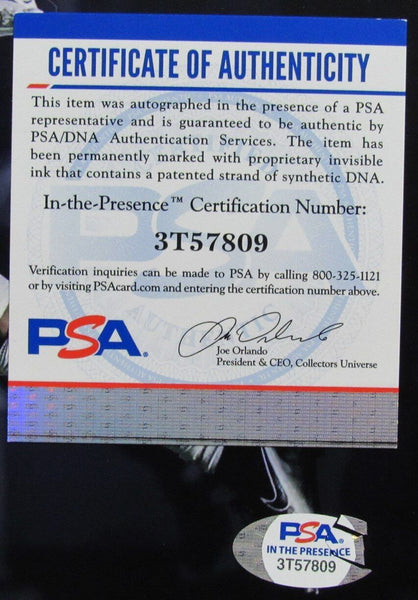 CERTIFICATE OF AUTHENTICITY
This item was autographed in the presence of a PSA
representative and is guaranteed to be authentic by
PSA/DNA Authentication Services. The item has
been permanently marked with proprietary invisible
ink that contains a patented strand of synthetic DNA.
In-the-Presence™ Certification Number:
3T57809
Verification inquiries can be made to PSA by calling 800-325-1121
or by visiting PSAcard.com and entering the certification number above.
PSA®
Joe Orlando
President & CEO, Collectors Universe
PSA
IN THE PRESENCE
3T57809